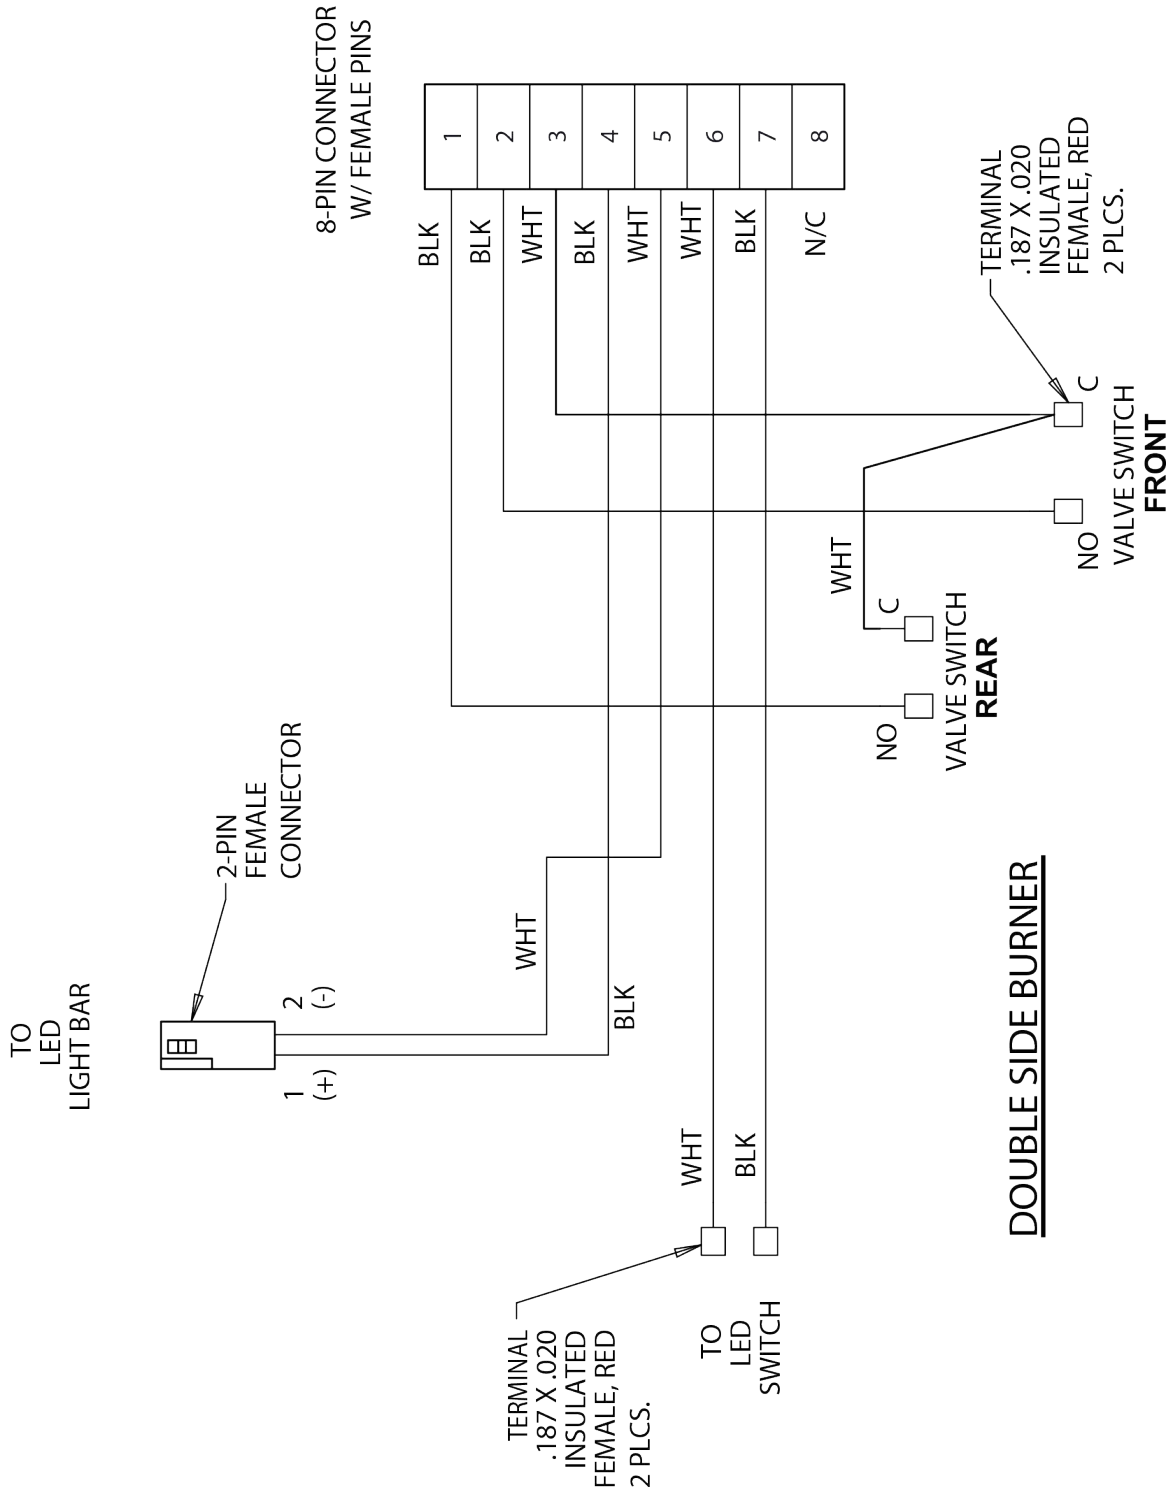 TO
LED
LIGHT BAR
2-PIN
FEMALE
CONNECTOR
1
(+)
2
(-)
8-PIN CONNECTOR
W/ FEMALE PINS
1
2
3
4
5
6
7
8
BLK
BLK
WHT
BLK
WHT
WHT
BLK
N/C
WHT
BLK
TERMINAL
.187 X .020
INSULATED
FEMALE, RED
2 PLCS.
WHT
BLK
TO
LED
SWITCH
WHT
NO
C
VALVE SWITCH
REAR
NO
C
VALVE SWITCH
FRONT
TERMINAL
.187 X .020
INSULATED
FEMALE, RED
2 PLCS.
DOUBLE SIDE BURNER